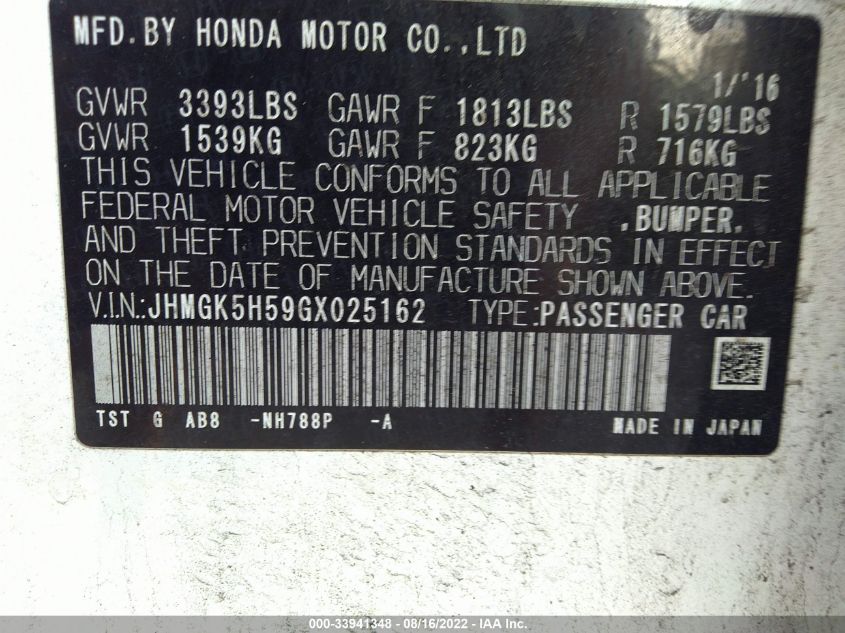 MFD.BY HONDA MOTOR CO.,LTD
1/'16
GVWR 3393LBS GAWR F 1813LBS R 1579LBS
GVWR 1539KG GAWR F 823KG R 716KG
THIS VEHICLE CONFORMS TO ALL APPLICABLE
FEDERAL MOTOR VEHICLE SAFETY ,BUMPER,
AND THEFT PREVENTION STANDARDS IN EFFECT
ON THE DATE OF MANUFACTURE SHOWN ABOVE.
V.I.N.:JHMGK5H59GX025162 TYPE:PASSENGER CAR
TST G AB8 -NH788P -A MADE IN JAPAN
000-33941348 - 08/16/2022 - IAA, Inc.